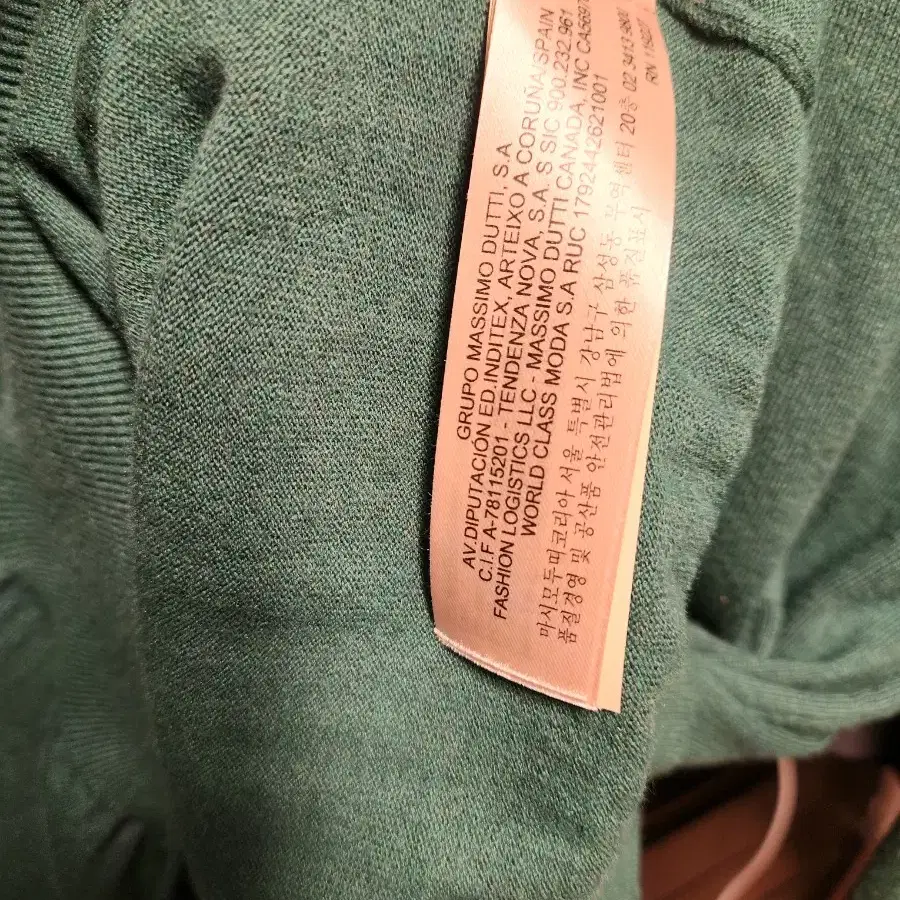 GRUPO MASSIMO DUTTI, S.A
AV.DIPUTACIÓN ED.INDITEX, ARTEIXO A CORUÑA/SPAIN
C.I.F A-78115201 - TENDENZA NOVA, S.A. S SIC 900.232.961
FASHION LOGISTICS LLC - MASSIMO DUTTI CANADA, INC
WORLD CLASS MODA S.A RUC 1792442621001
마시모두띠코리아 서울 특별시 강남구 삼성동 무역센터 20층 02.3413.9800
품질경영 및 공산품 안전관리법에 의한 품질표시